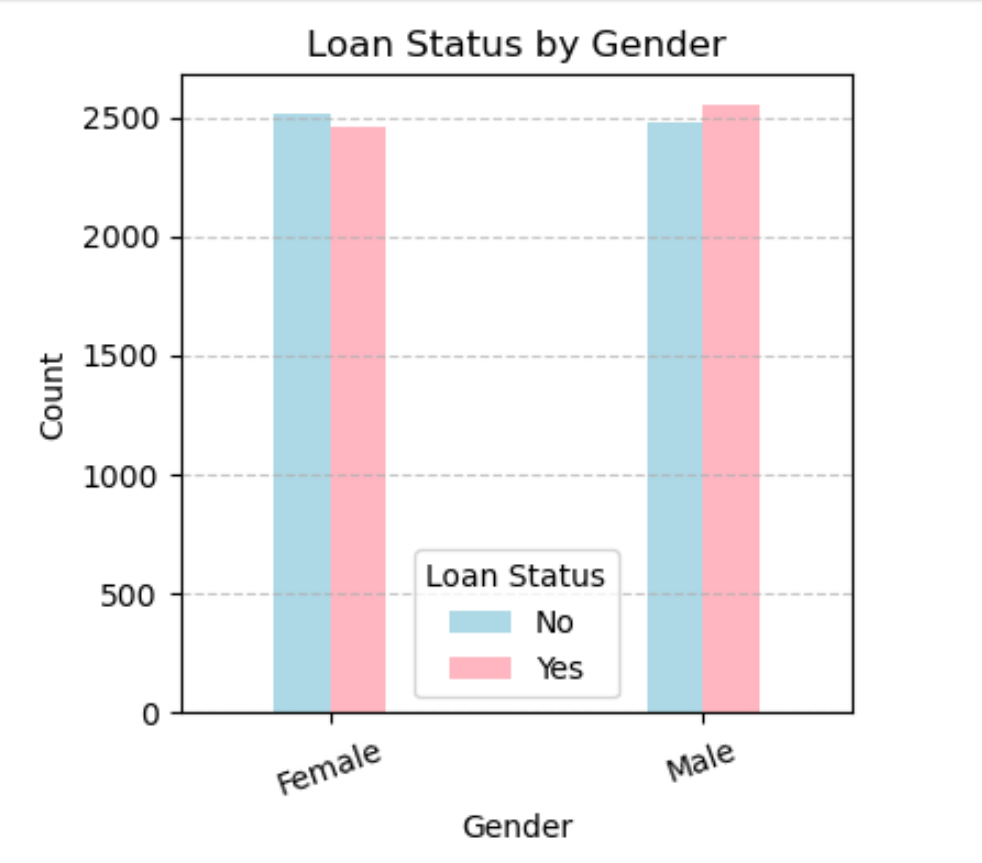 Loan Status by Gender
Count
2500
2000
1500
1000
500
0
Loan Status
No
Yes
Female
Male
Gender